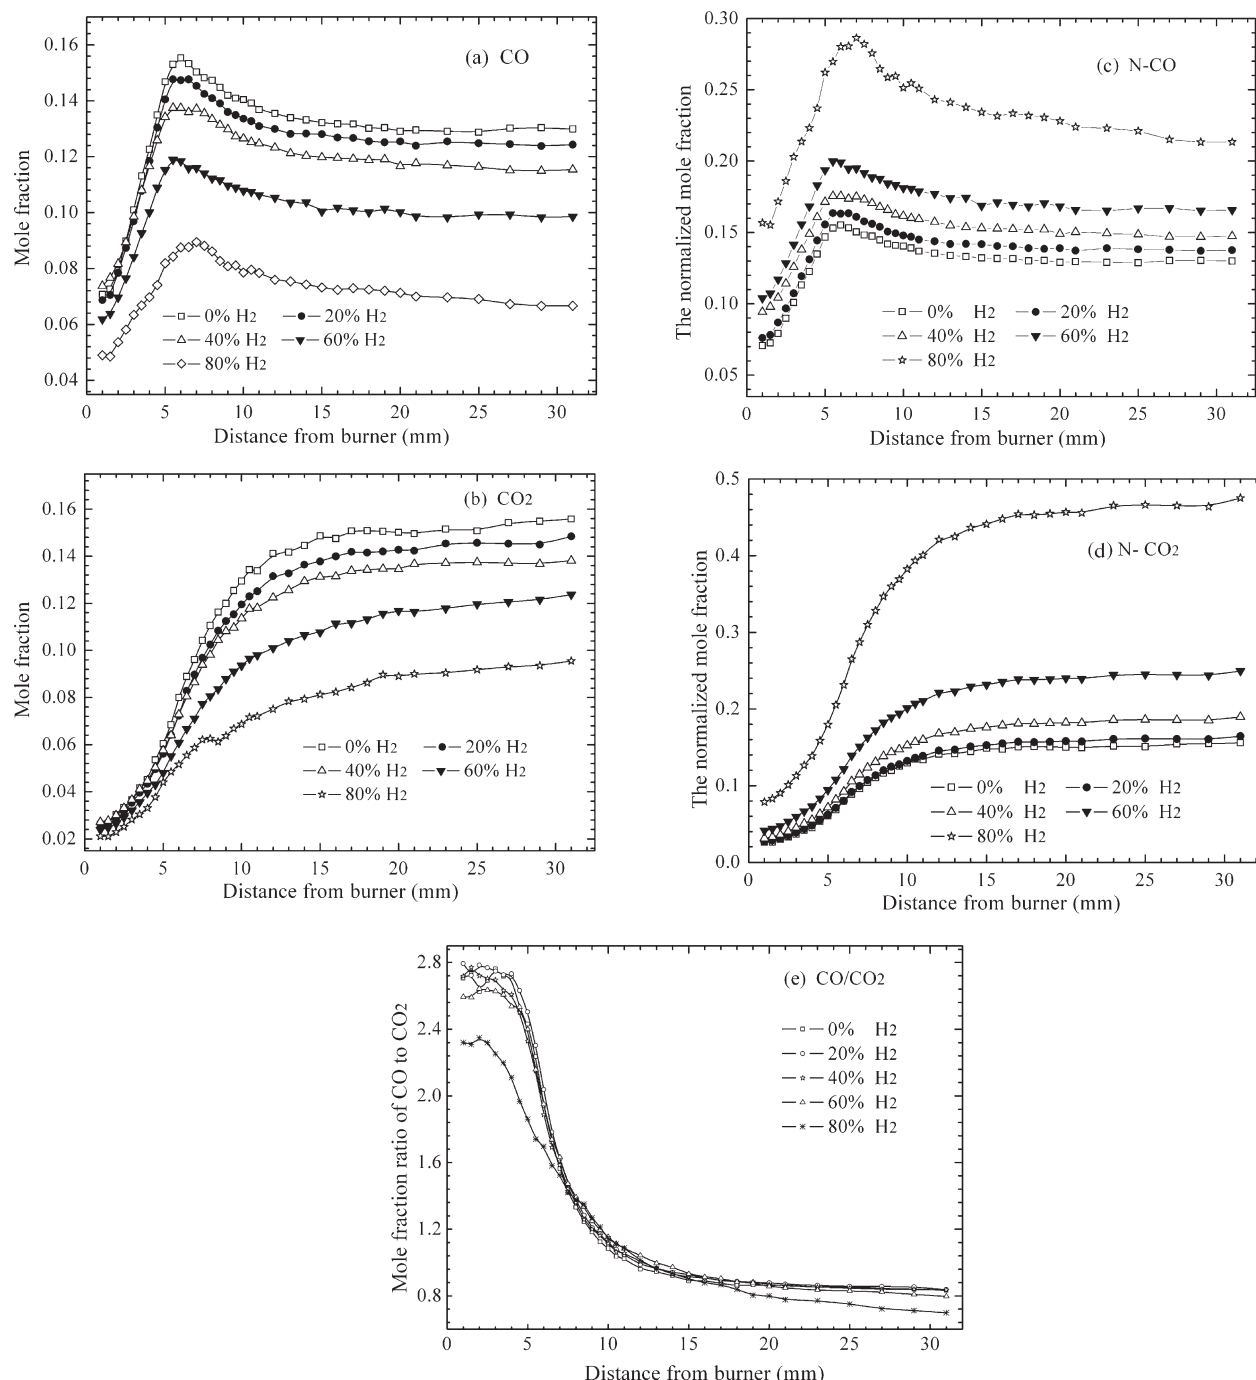 0.16
0.14
0.12
0.10
0.08
0.06
0.04
Mole fraction
(a) CO
0% H2
20% H2
40% H2
60% H2
80% H2
0 5 10 15 20 25 30
Distance from burner (mm)
0.30
0.25
0.20
0.15
0.10
0.05
The normalized mole fraction
(c) N-CO
0% H2
20% H2
40% H2
60% H2
80% H2
0 5 10 15 20 25 30
Distance from burner (mm)
0.16
0.14
0.12
0.10
0.08
0.06
0.04
0.02
Mole fraction
(b) CO2
0% H2
20% H2
40% H2
60% H2
80% H2
0 5 10 15 20 25 30
Distance from burner (mm)
0.5
0.4
0.3
0.2
0.1
0.0
The normalized mole fraction
(d) N- CO2
0% H2
20% H2
40% H2
60% H2
80% H2
0 5 10 15 20 25 30
Distance from burner (mm)
2.8
2.4
2.0
1.6
1.2
0.8
Mole fraction ratio of CO to CO2
(e) CO/CO2
0% H2
20% H2
40% H2
60% H2
80% H2
0 5 10 15 20 25 30
Distance from burner (mm)